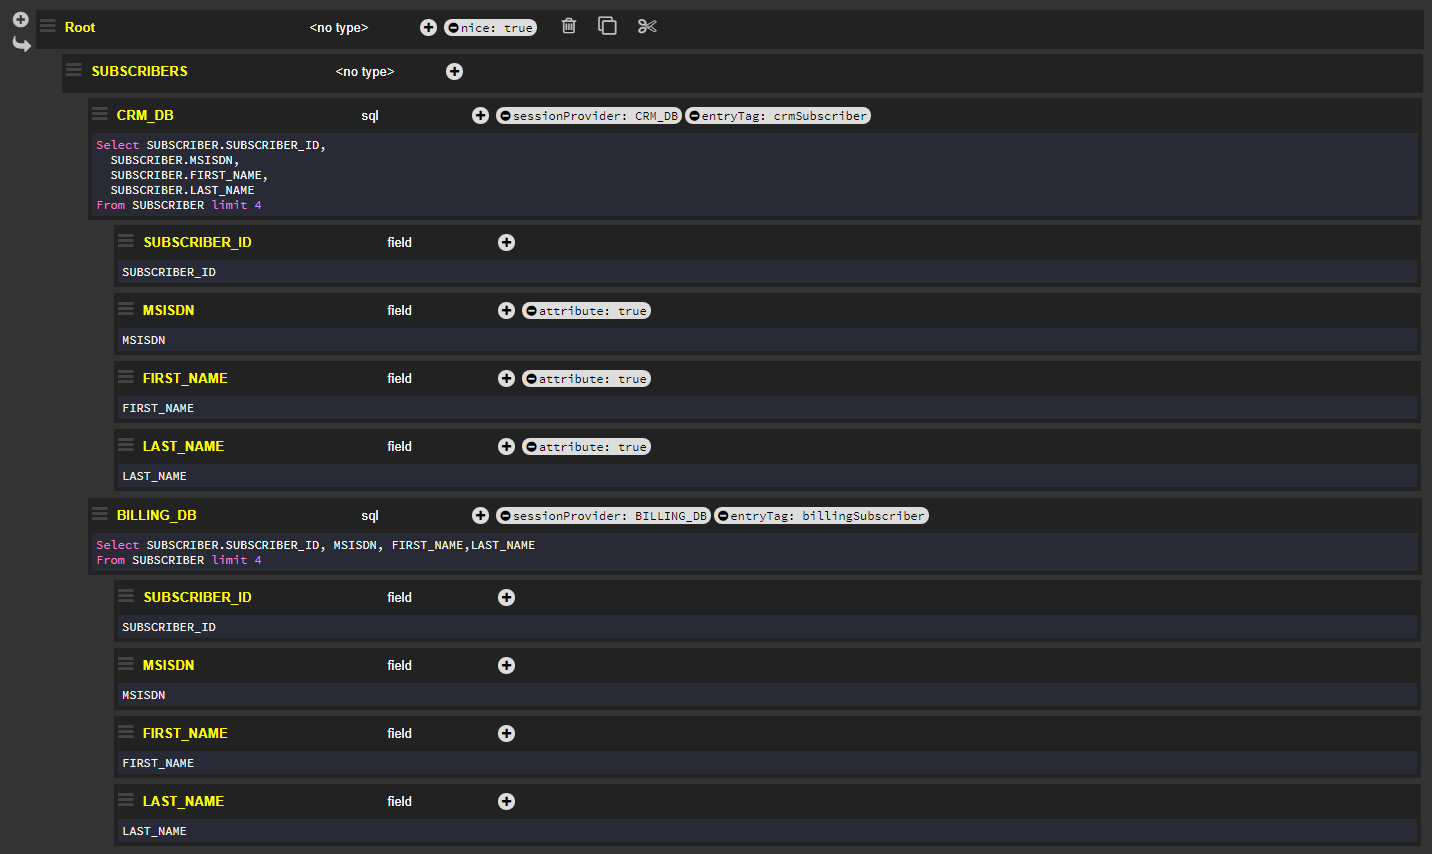 Root <no type> nice: true
SUBSCRIBERS <no type>
CRM_DB sql sessionProvider: CRM_DB entryTag: crmSubscriber
Select SUBSCRIBER.SUBSCRIBER_ID,
SUBSCRIBER.MSISDN,
SUBSCRIBER.FIRST_NAME,
SUBSCRIBER.LAST_NAME
From SUBSCRIBER limit 4
SUBSCRIBER_ID field
SUBSCRIBER_ID
MSISDN field attribute: true
MSISDN
FIRST_NAME field attribute: true
FIRST_NAME
LAST_NAME field attribute: true
LAST_NAME
BILLING_DB sql sessionProvider: BILLING_DB entryTag: billingSubscriber
Select SUBSCRIBER.SUBSCRIBER_ID, MSISDN, FIRST_NAME,LAST_NAME
From SUBSCRIBER limit 4
SUBSCRIBER_ID field
SUBSCRIBER_ID
MSISDN field
MSISDN
FIRST_NAME field
FIRST_NAME
LAST_NAME field
LAST_NAME